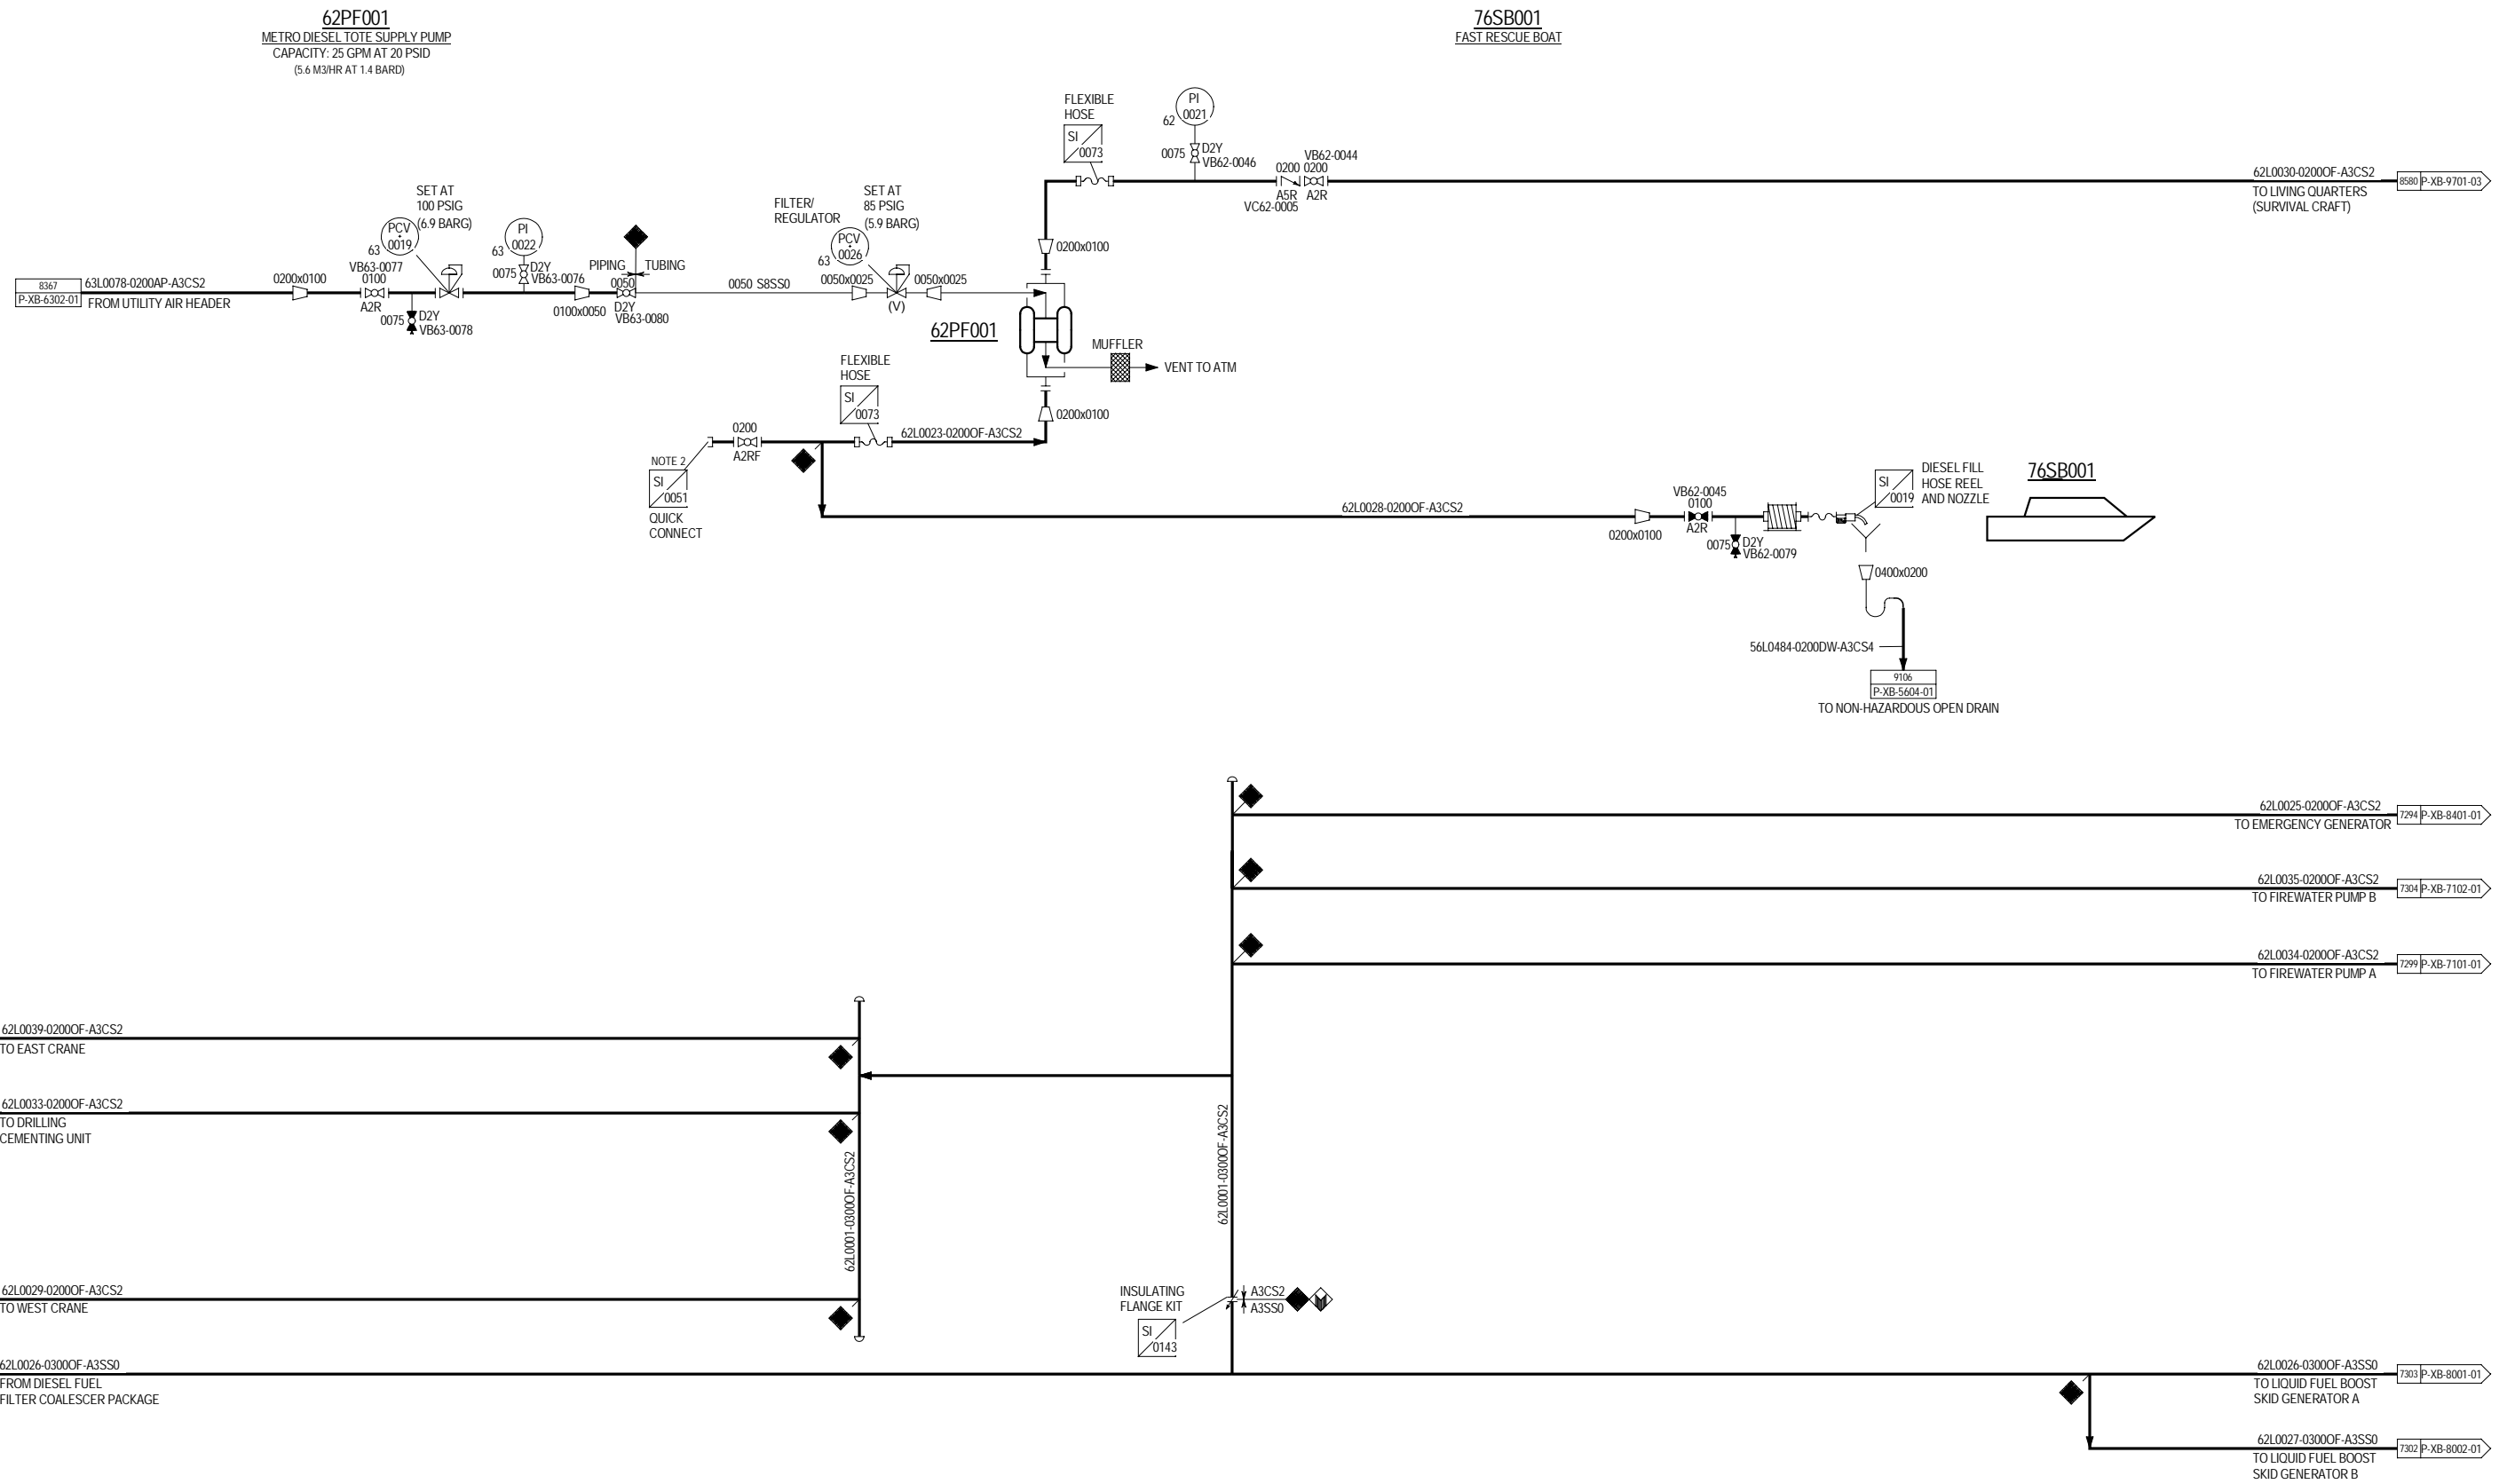 62PF001
METRO DIESEL TOTE SUPPLY PUMP
CAPACITY: 25 GPM AT 20 PSID
(5.6 M3/HR AT 1.4 BARD)
76SB001
FAST RESCUE BOAT
FLEXIBLE
HOSE
SI
0073
PI
0021
62
0075
D2Y
VB62-0046
VB62-0044
0200 0200
A5R A2R
VC62-0005
62L0030-0200OF-A3CS2
TO LIVING QUARTERS
(SURVIVAL CRAFT)
8580 P-XB-9701-03
8367
P-XB-6302-01
63L0078-0200AP-A3CS2
FROM UTILITY AIR HEADER
0200x0100
VB63-0077
0100
A2R
SET AT
100 PSIG
(6.9 BARG)
PCV
0019
63
0075
D2Y
VB63-0078
PI
0022
63
0075
D2Y
VB63-0076
0100x0050
PIPING
TUBING
0050
D2Y
VB63-0080
0050 S8SS0
FILTER/
REGULATOR
SET AT
85 PSIG
(5.9 BARG)
PCV
0026
63
0050x0025
0050x0025
(V)
0200x0100
62PF001
MUFFLER
VENT TO ATM
0200x0100
FLEXIBLE
HOSE
SI
0073
62L0023-0200OF-A3CS2
0200
A2RF
NOTE 2
SI
0051
QUICK
CONNECT
62L0028-0200OF-A3CS2
0200x0100
VB62-0045
0100
A2R
0075
D2Y
VB62-0079
SI
0019
DIESEL FILL
HOSE REEL
AND NOZZLE
76SB001
0400x0200
56L0484-0200DW-A3CS4
9106
P-XB-5604-01
TO NON-HAZARDOUS OPEN DRAIN
62L0025-0200OF-A3CS2
TO EMERGENCY GENERATOR
7294 P-XB-8401-01
62L0035-0200OF-A3CS2
TO FIREWATER PUMP B
7304 P-XB-7102-01
62L0034-0200OF-A3CS2
TO FIREWATER PUMP A
7299 P-XB-7101-01
62L0039-0200OF-A3CS2
TO EAST CRANE
62L0033-0200OF-A3CS2
TO DRILLING
CEMENTING UNIT
62L0001-0300OF-A3CS2
62L0001-0300OF-A3CS2
62L0029-0200OF-A3CS2
TO WEST CRANE
INSULATING
FLANGE KIT
SI
0143
A3CS2
A3SS0
M
62L0026-0300OF-A3SS0
FROM DIESEL FUEL
FILTER COALESCER PACKAGE
62L0026-0300OF-A3SS0
TO LIQUID FUEL BOOST
SKID GENERATOR A
7303 P-XB-8001-01
62L0027-0300OF-A3SS0
TO LIQUID FUEL BOOST
SKID GENERATOR B
7302 P-XB-8002-01